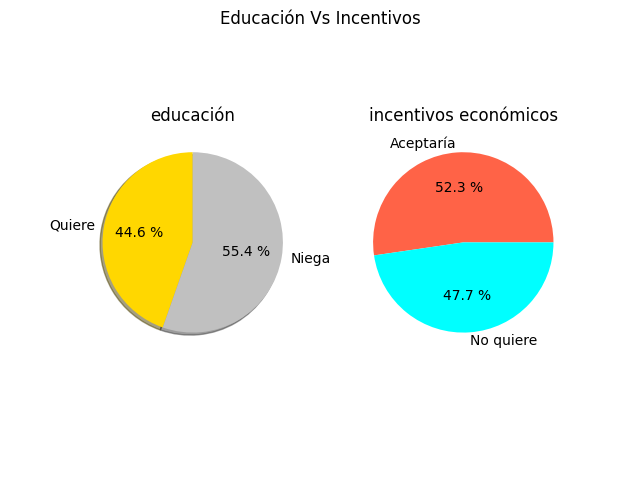 Educación Vs Incentivos
educación
Quiere
44.6 %
55.4 %
Niega
incentivos económicos
Aceptaría
52.3 %
47.7 %
No quiere